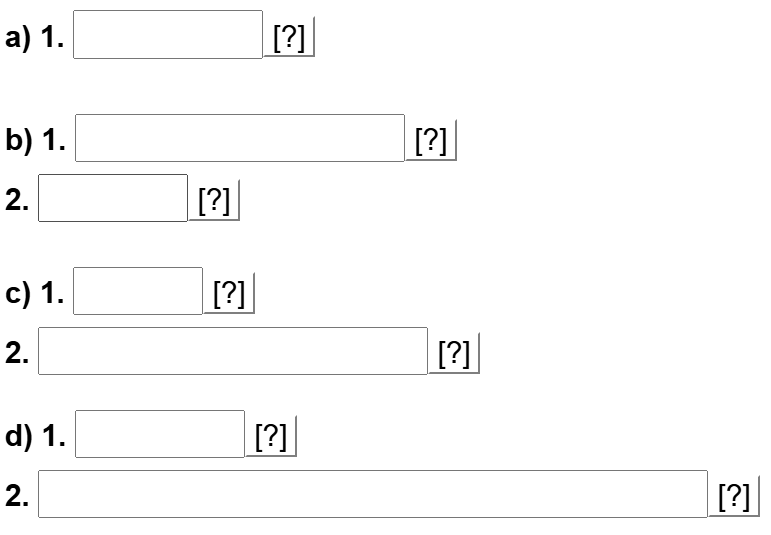 a) 1. [?]
b) 1. [?]
2. [?]
c) 1. [?]
2. [?]
d) 1. [?]
2. [?]